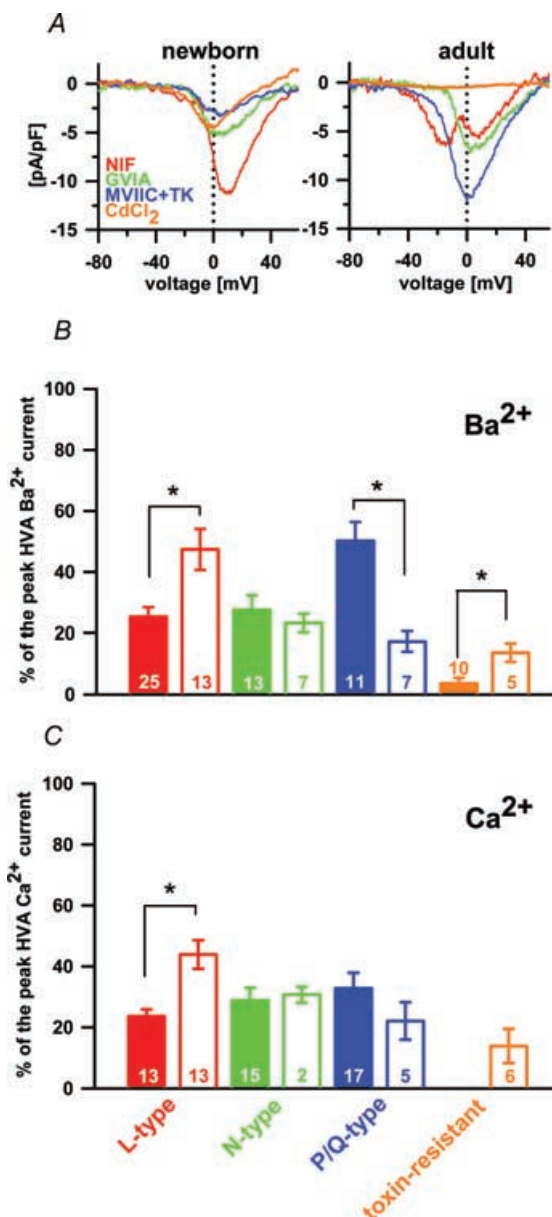 A
newborn
adult
0
-5
-10
-15
[pA/pF]
NIF
GVIA
MVIIC+TK
CdCl2
-80
-40
0
40
voltage [mV]
0
-5
-10
-15
-80
-40
0
40
voltage [mV]
B
Ba2+
100
80
60
40
20
0
% of the peak HVA Ba2+ current
*
*
*
25
13
13
7
11
7
10
5
C
Ca2+
100
80
60
40
20
0
% of the peak HVA Ca2+ current
*
13
13
15
2
17
5
6
L-type
N-type
P/Q-type
toxin-resistant